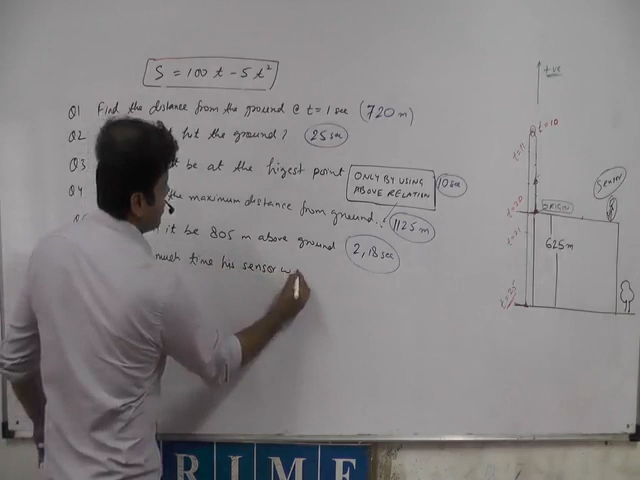 S = 100 t - 5 t²
Q1 Find the distance from the ground @ t = 1 sec (720 m)
Q2 hit the ground? 25 sec
Q3 be at the higest point 10 sec
ONLY BY USING
ABOVE RELATION
Q4 the maximum distance from ground. 1125 m
it be 805 m above ground 2, 18 sec
much time his sensor w
+ve
t=10
t=20
t=21
t=25
ORIGIN
Sensor
625 m
PRIME